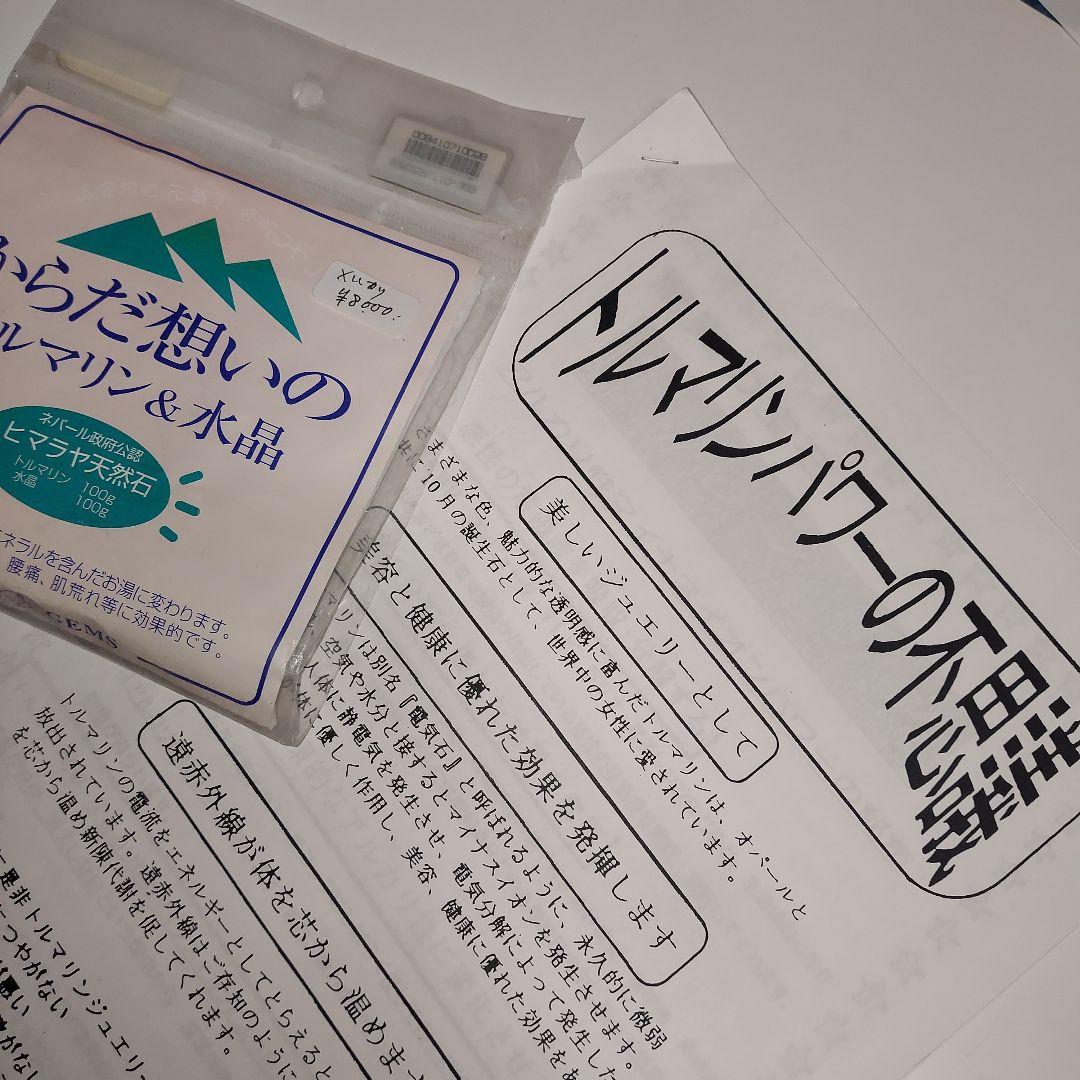 からだ想いの
ルマリン&水晶
メいカリ
¥8,000.-
ネパール政府公認
ヒマラヤ天然石
トルマリン 100g
水晶 100g
ネラルを含んだお湯に変わります。
腰痛、肌荒れ等に効果的です。
GEMS
トルマリンパワーの不思議
美しいジュエリーとして
さまざまな色、魅力的な透明感に富んだトルマリンは、オパールと
共に10月の誕生石として、世界中の女性に愛されています。
美容と健康に優れた効果を発揮します
マリンは別名『電気石』と呼ばれるように、永久的に微弱
空気や水分と接するとマイナスイオンを発生させます。
人体に静電気を発生させ、電気分解によって発生した
体に優しく作用し、美容、健康に優れた効果をあ
遠赤外線が体を芯から温めま
トルマリンの電流をエネルギーとしてとらえると
放出されています。遠赤外線はご存知のように
を芯から温め新陳代謝を促してくれます。
是非トルマリンジュエリー
につやがない
が悪い